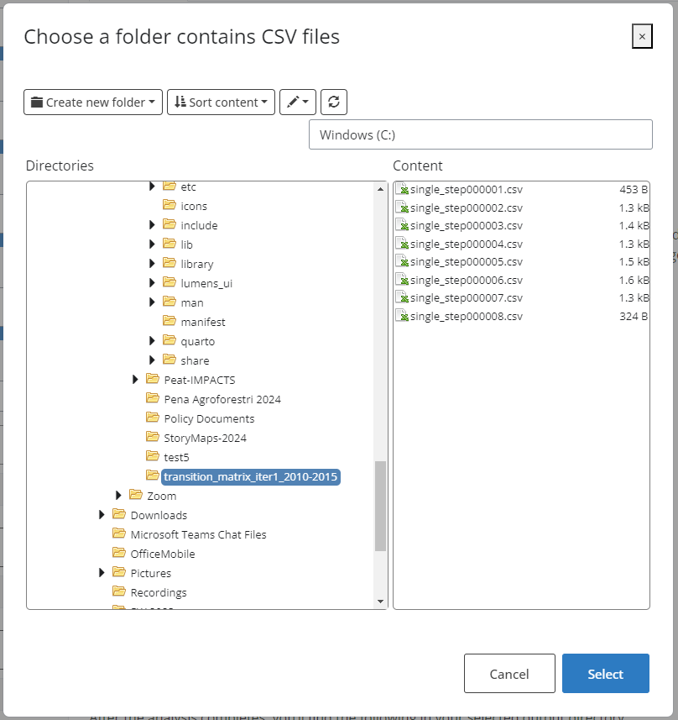 Choose a folder contains CSV files
×
Create new folder
Sort content
Windows (C:)
Directories
Content
etc
icons
include
lib
library
lumens_ui
man
manifest
quarto
share
Peat-IMPACTS
Pena Agroforestri 2024
Policy Documents
StoryMaps-2024
test5
transition_matrix_iter1_2010-2015
Zoom
Downloads
Microsoft Teams Chat Files
OfficeMobile
Pictures
Recordings
single_step000001.csv 453 B
single_step000002.csv 1.3 kB
single_step000003.csv 1.4 kB
single_step000004.csv 1.3 kB
single_step000005.csv 1.5 kB
single_step000006.csv 1.6 kB
single_step000007.csv 1.3 kB
single_step000008.csv 324 B
Cancel
Select